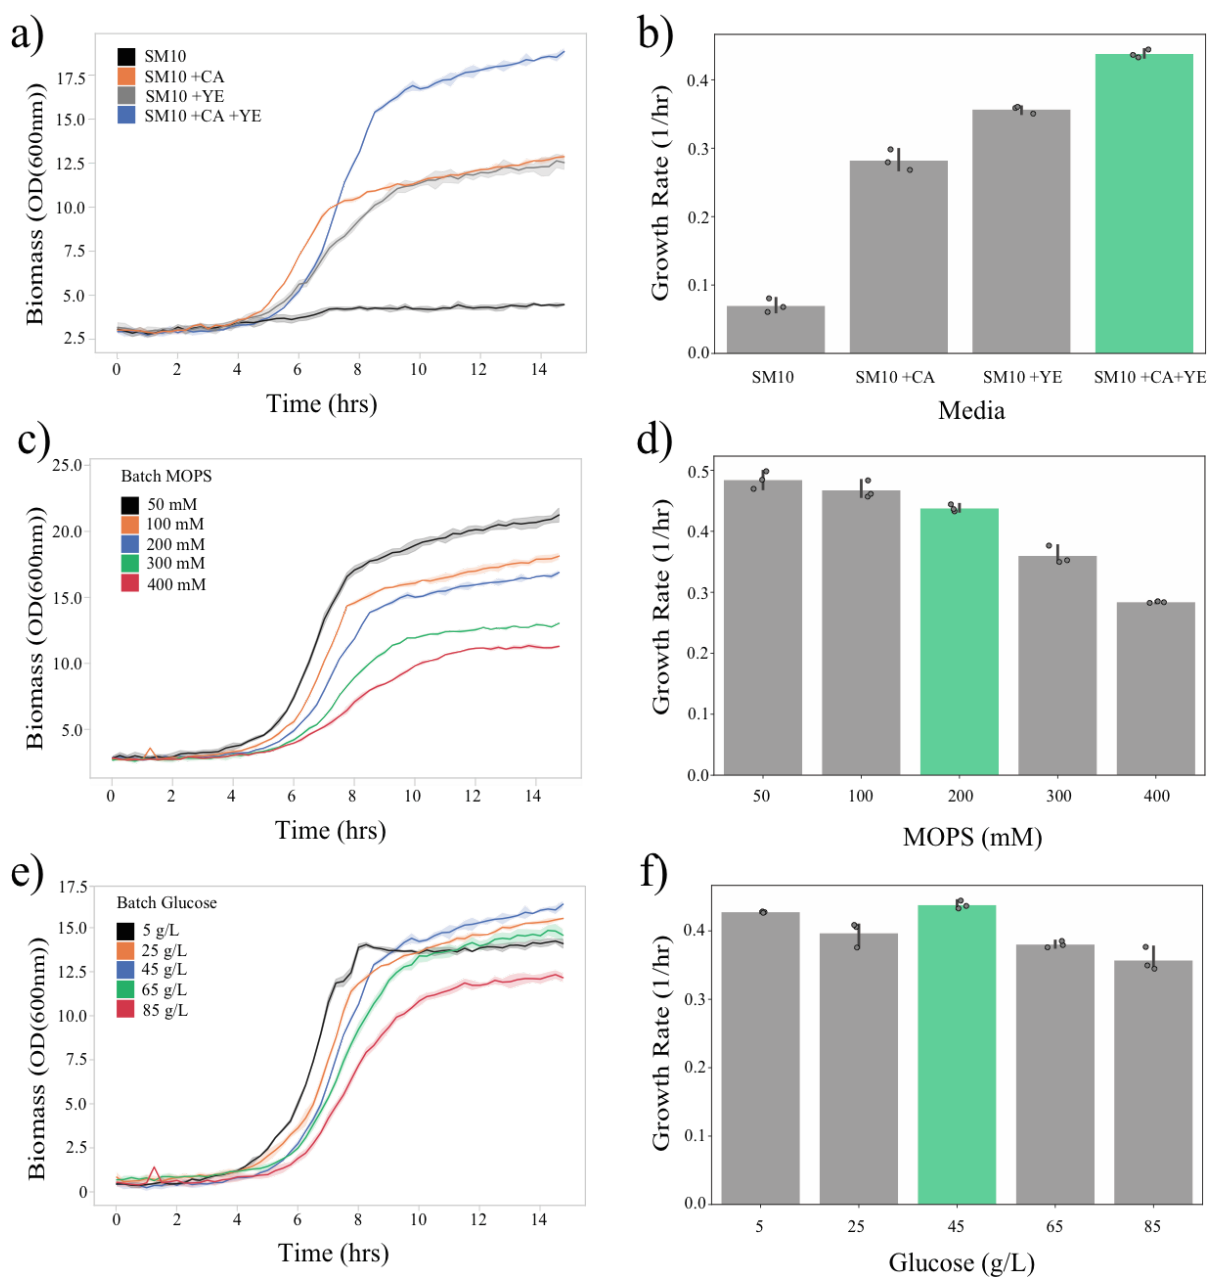 a)
SM10
SM10 +CA
SM10 +YE
SM10 +CA +YE
Biomass (OD(600nm))
17.5
15.0
12.5
10.0
7.5
5.0
2.5
0 2 4 6 8 10 12 14
Time (hrs)
b)
Growth Rate (1/hr)
0.4
0.3
0.2
0.1
0.0
SM10 SM10 +CA SM10 +YE SM10 +CA+YE
Media
c)
Batch MOPS
50 mM
100 mM
200 mM
300 mM
400 mM
Biomass (OD(600nm))
25.0
20.0
15.0
10.0
5.0
0 2 4 6 8 10 12 14
Time (hrs)
d)
Growth Rate (1/hr)
0.5
0.4
0.3
0.2
0.1
0.0
50 100 200 300 400
MOPS (mM)
e)
Batch Glucose
5 g/L
25 g/L
45 g/L
65 g/L
85 g/L
Biomass (OD(600nm))
17.5
15.0
12.5
10.0
7.5
5.0
2.5
0
0 2 4 6 8 10 12 14
Time (hrs)
f)
Growth Rate (1/hr)
0.4
0.3
0.2
0.1
0.0
5 25 45 65 85
Glucose (g/L)